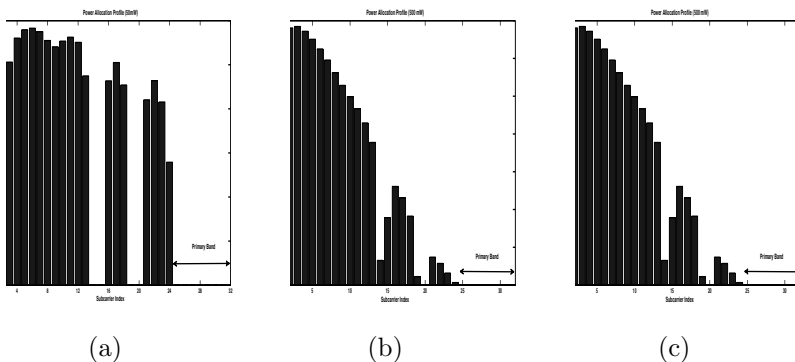 Power Allocation Profile (50mW)
Primary Band
4 8 12 16 20 24 28 32
Subcarrier Index
(a)
Power Allocation Profile (500 mW)
Primary Band
5 10 15 20 25 30
Subcarrier Index
(b)
Power Allocation Profile (500 mW)
Primary Band
5 10 15 20 25 30
Subcarrier Index
(c)